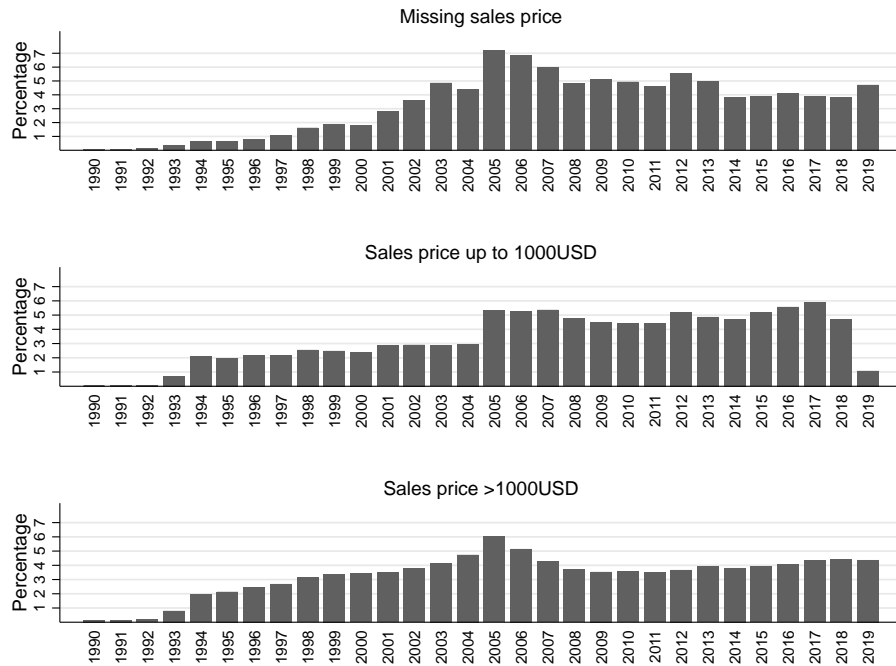 Missing sales price
Percentage
1 2 3 4 5 6 7
1990 1991 1992 1993 1994 1995 1996 1997 1998 1999 2000 2001 2002 2003 2004 2005 2006 2007 2008 2009 2010 2011 2012 2013 2014 2015 2016 2017 2018 2019
Sales price up to 1000USD
Percentage
1 2 3 4 5 6 7
1990 1991 1992 1993 1994 1995 1996 1997 1998 1999 2000 2001 2002 2003 2004 2005 2006 2007 2008 2009 2010 2011 2012 2013 2014 2015 2016 2017 2018 2019
Sales price >1000USD
Percentage
1 2 3 4 5 6 7
1990 1991 1992 1993 1994 1995 1996 1997 1998 1999 2000 2001 2002 2003 2004 2005 2006 2007 2008 2009 2010 2011 2012 2013 2014 2015 2016 2017 2018 2019